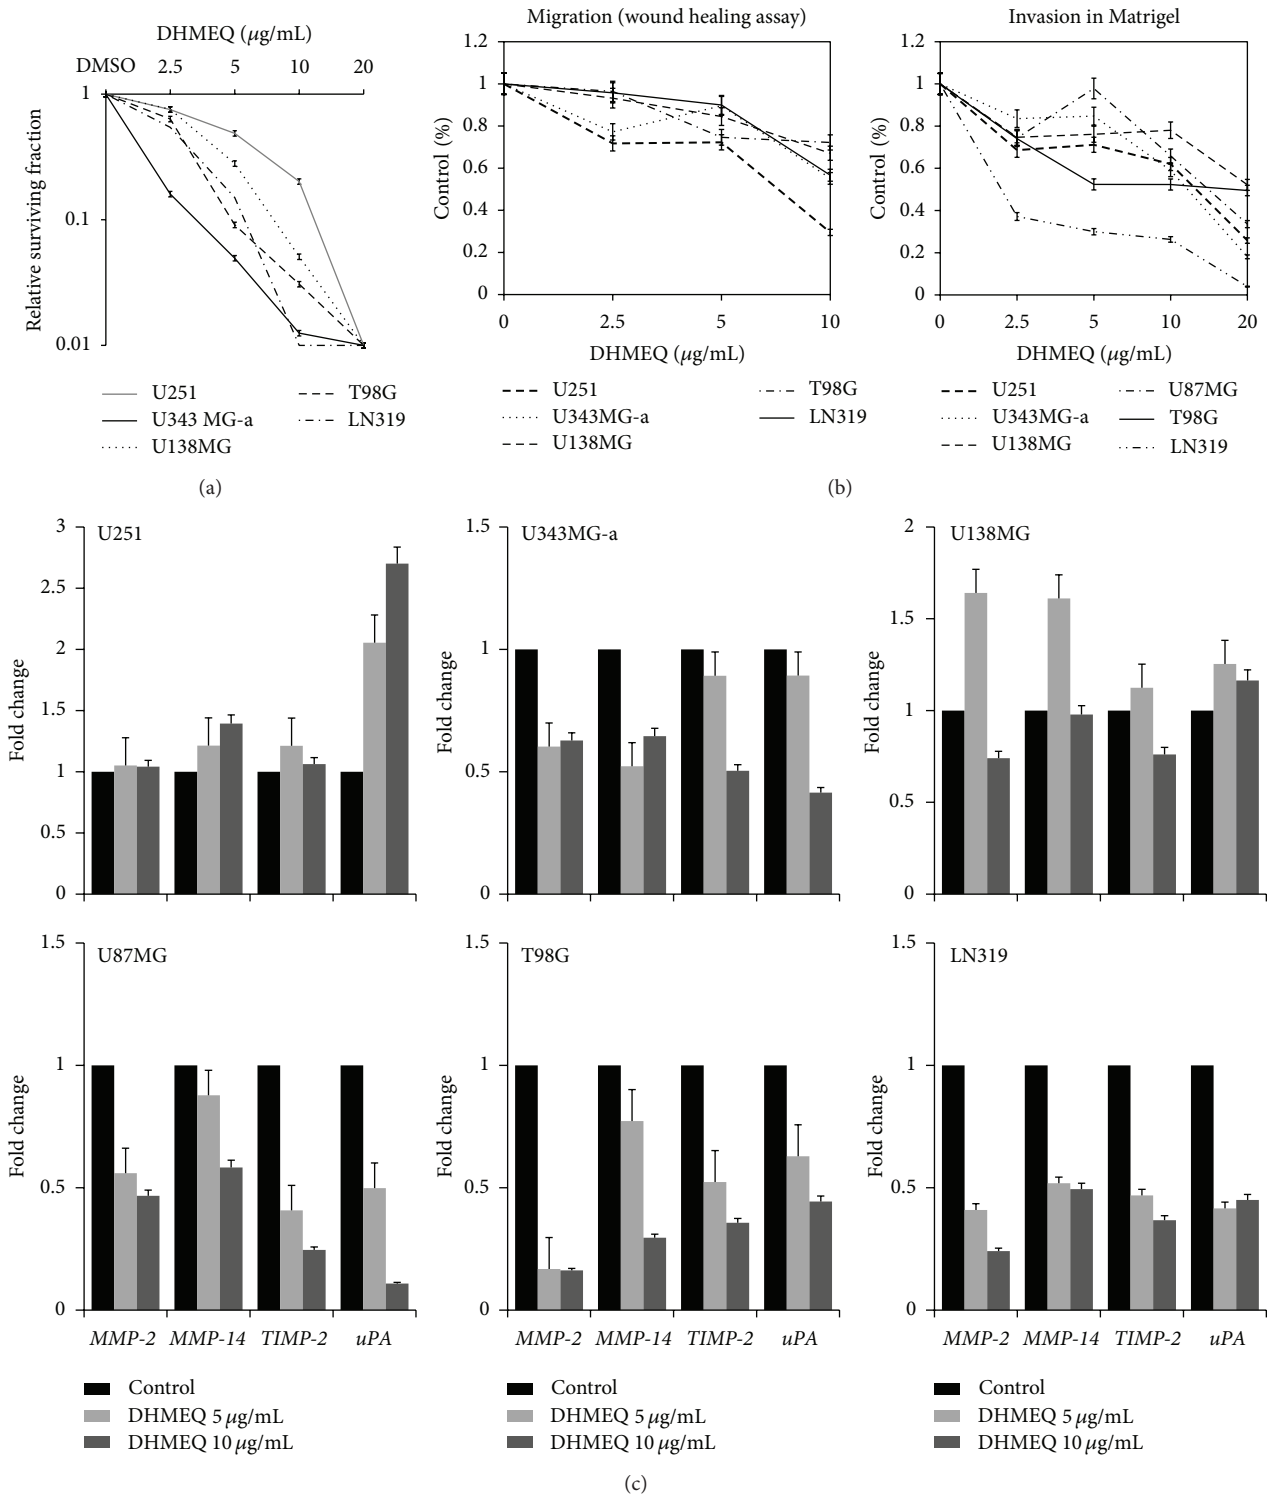 DHMEQ (μg/mL)
DMSO 2.5 5 10 20
1
0.1
0.01
Relative surviving fraction
U251
U343 MG-a
U138MG
T98G
LN319
(a)
Migration (wound healing assay)
1.2
1
0.8
0.6
0.4
0.2
0
Control (%)
0 2.5 5 10
DHMEQ (μg/mL)
U251
U343MG-a
U138MG
T98G
LN319
Invasion in Matrigel
1.2
1
0.8
0.6
0.4
0.2
0
Control (%)
0 2.5 5 10 20
DHMEQ (μg/mL)
U251
U343MG-a
U138MG
U87MG
T98G
LN319
(b)
U251
3
2.5
2
1.5
1
0.5
0
Fold change
U343MG-a
1.5
1
0.5
0
Fold change
U138MG
2
1.5
1
0.5
0
Fold change
U87MG
1.5
1
0.5
0
Fold change
MMP-2 MMP-14 TIMP-2 uPA
Control
DHMEQ 5 μg/mL
DHMEQ 10 μg/mL
T98G
1.5
1
0.5
0
Fold change
MMP-2 MMP-14 TIMP-2 uPA
Control
DHMEQ 5 μg/mL
DHMEQ 10 μg/mL
LN319
1.5
1
0.5
0
Fold change
MMP-2 MMP-14 TIMP-2 uPA
Control
DHMEQ 5 μg/mL
DHMEQ 10 μg/mL
(c)